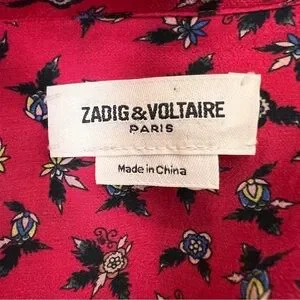 ZADIG & VOLTAIRE
PARIS
Made in China